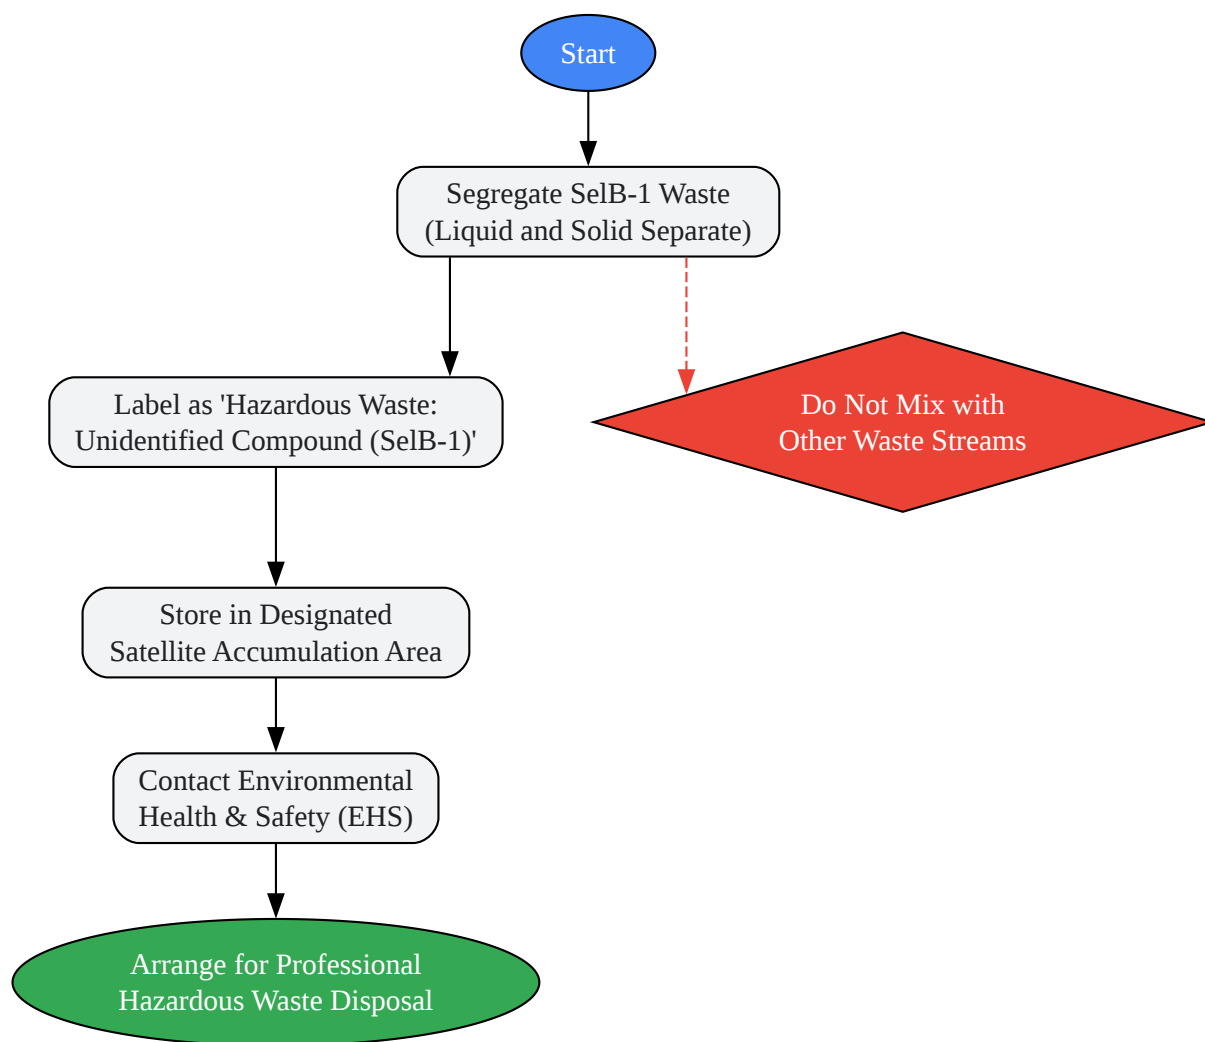 Start
Segregate SelB-1 Waste
(Liquid and Solid Separate)
Label as 'Hazardous Waste:
Unidentified Compound (SelB-1)'
Do Not Mix with
Other Waste Streams
Store in Designated
Satellite Accumulation Area
Contact Environmental
Health & Safety (EHS)
Arrange for Professional
Hazardous Waste Disposal